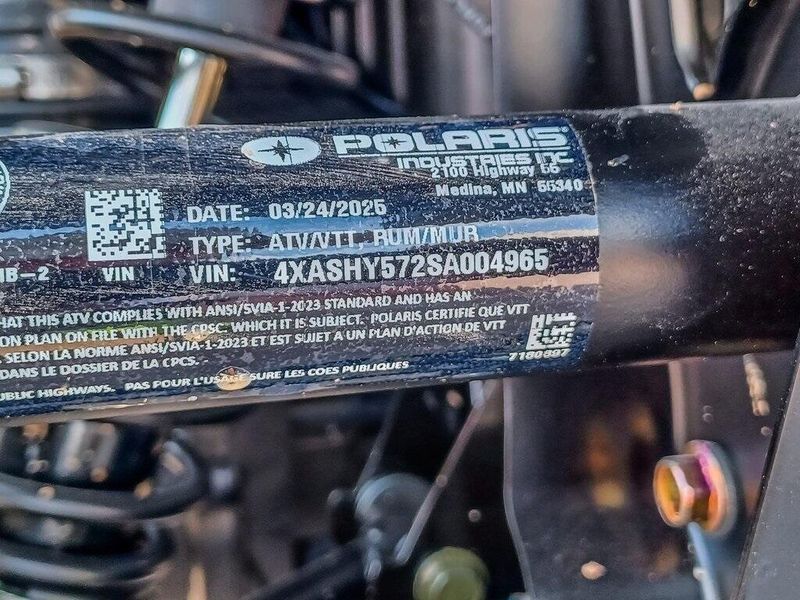 POLARIS
INDUSTRIES INC
2100 Highway 55
Medina, MN 55340
DATE: 03/24/2025
TYPE: ATV/VTT, RUM/MUR
VIN
VIN: 4XASHY572SA004965
THAT THIS ATV COMPLIES WITH ANSI/SVIA-1-2023 STANDARD AND HAS AN
ON PLAN ON FILE WITH THE CPSC. WHICH IT IS SUBJECT. POLARIS CERTIFIE QUE VTT
SELON LA NORME ANSI/SVIA-1-2023 ET EST SUJET A UN PLAN D'ACTION DE VTT
DANS LE DOSSIER DE LA CPCS.
7180897
UBLIC HIGHWAYS. PAS POUR L'USAGE SURE LES COES PUBLIQUES